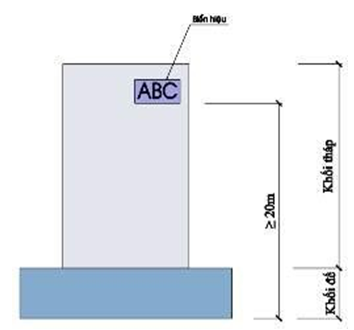 Biển hiệu
ABC
≥ 20m
Khối tháp
Khối đế